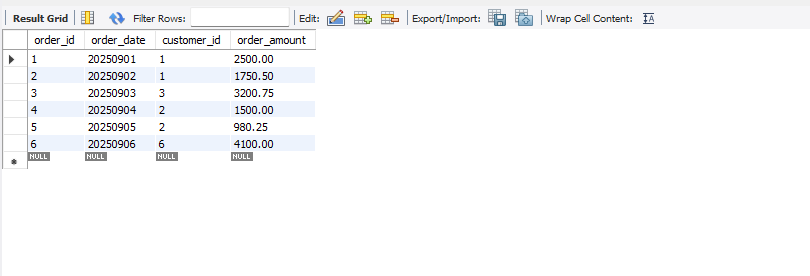 Result Grid Filter Rows: Edit: Export/Import: Wrap Cell Content: IA
order_id order_date customer_id order_amount
1 20250901 1 2500.00
2 20250902 1 1750.50
3 20250903 3 3200.75
4 20250904 2 1500.00
5 20250905 2 980.25
6 20250906 6 4100.00
NULL NULL NULL NULL